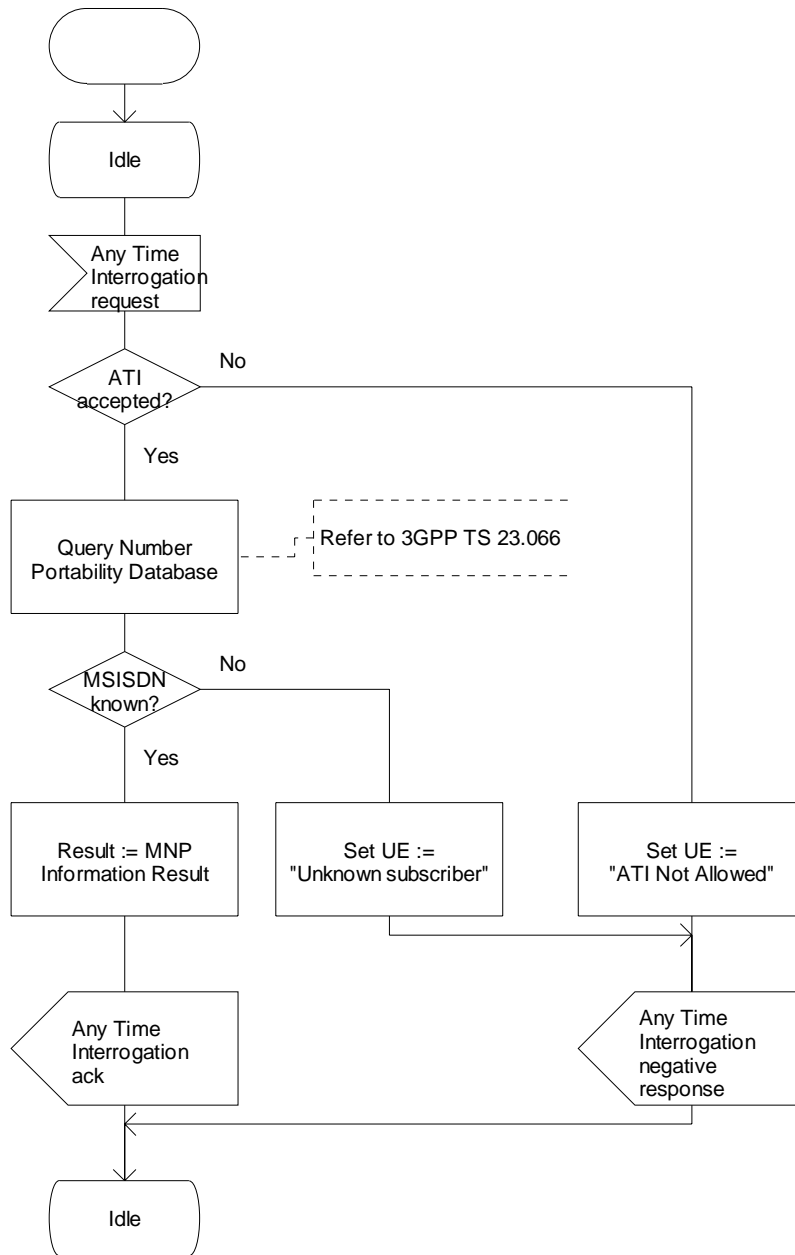 Idle
Any Time
Interrogation
request
No
ATI
accepted?
Yes
Query Number
Portability Database
Refer to 3GPP TS 23.066
No
MSISDN
known?
Yes
Result := MNP
Information Result
Set UE :=
"Unknown subscriber"
Set UE :=
"ATI Not Allowed"
Any Time
Interrogation
ack
Any Time
Interrogation
negative
response
Idle